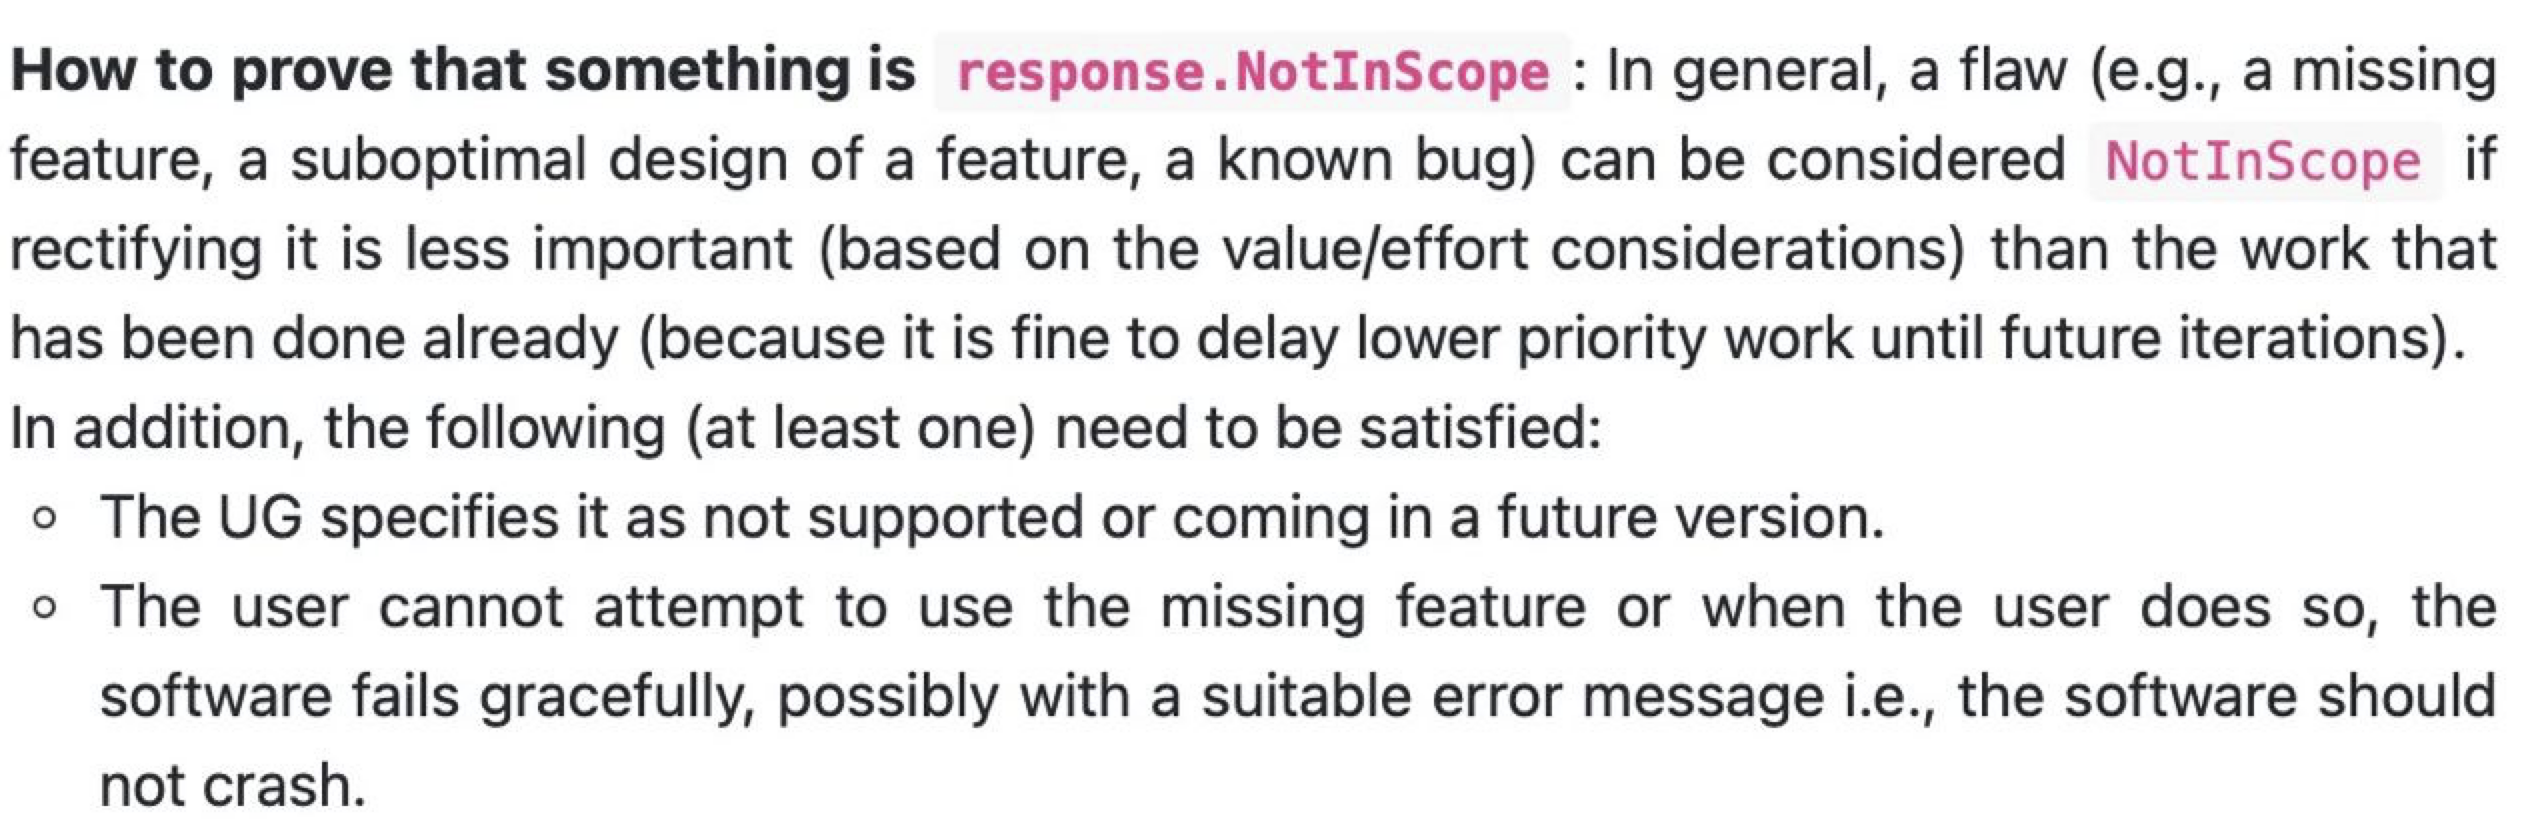 How to prove that something is response.NotInScope : In general, a flaw (e.g., a missing
feature, a suboptimal design of a feature, a known bug) can be considered NotInScope if
rectifying it is less important (based on the value/effort considerations) than the work that
has been done already (because it is fine to delay lower priority work until future iterations).
In addition, the following (at least one) need to be satisfied:
○ The UG specifies it as not supported or coming in a future version.
○ The user cannot attempt to use the missing feature or when the user does so, the
software fails gracefully, possibly with a suitable error message i.e., the software should
not crash.